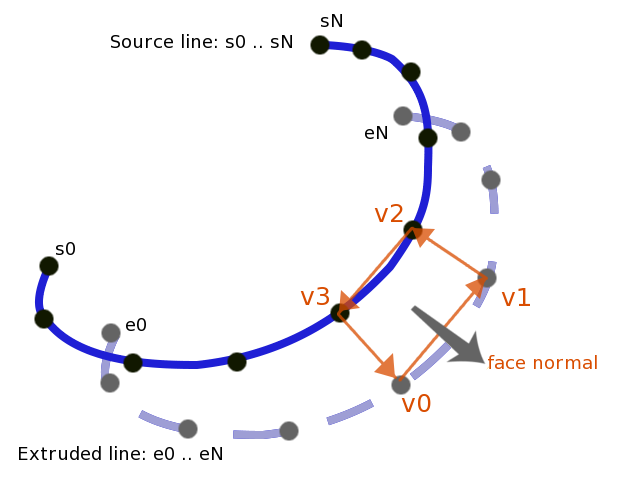 sN
Source line: s0 .. sN
eN
v2
s0
v3
v1
e0
face normal
v0
Extruded line: e0 .. eN